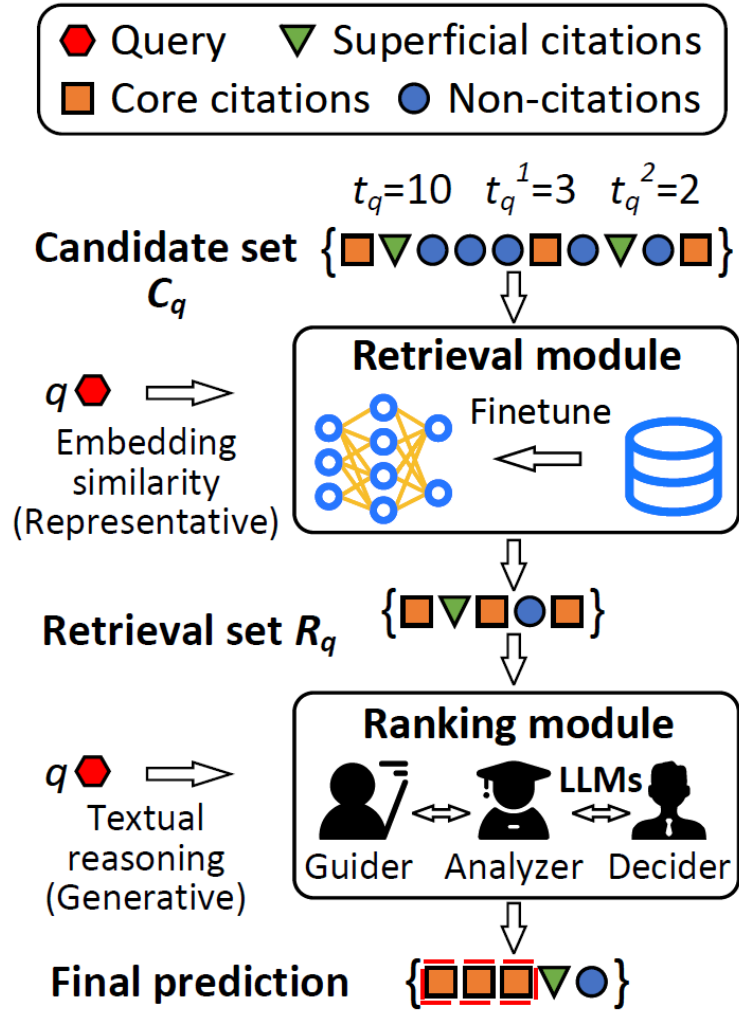 Query Superficial citations
Core citations Non-citations
t_q=10 t_q^1=3 t_q^2=2
Candidate set { }
C_q
Retrieval module
q
Finetune
Embedding
similarity
(Representative)
Retrieval set R_q { }
Ranking module
q
LLMs
Textual
reasoning
(Generative)
Guider Analyzer Decider
Final prediction { }